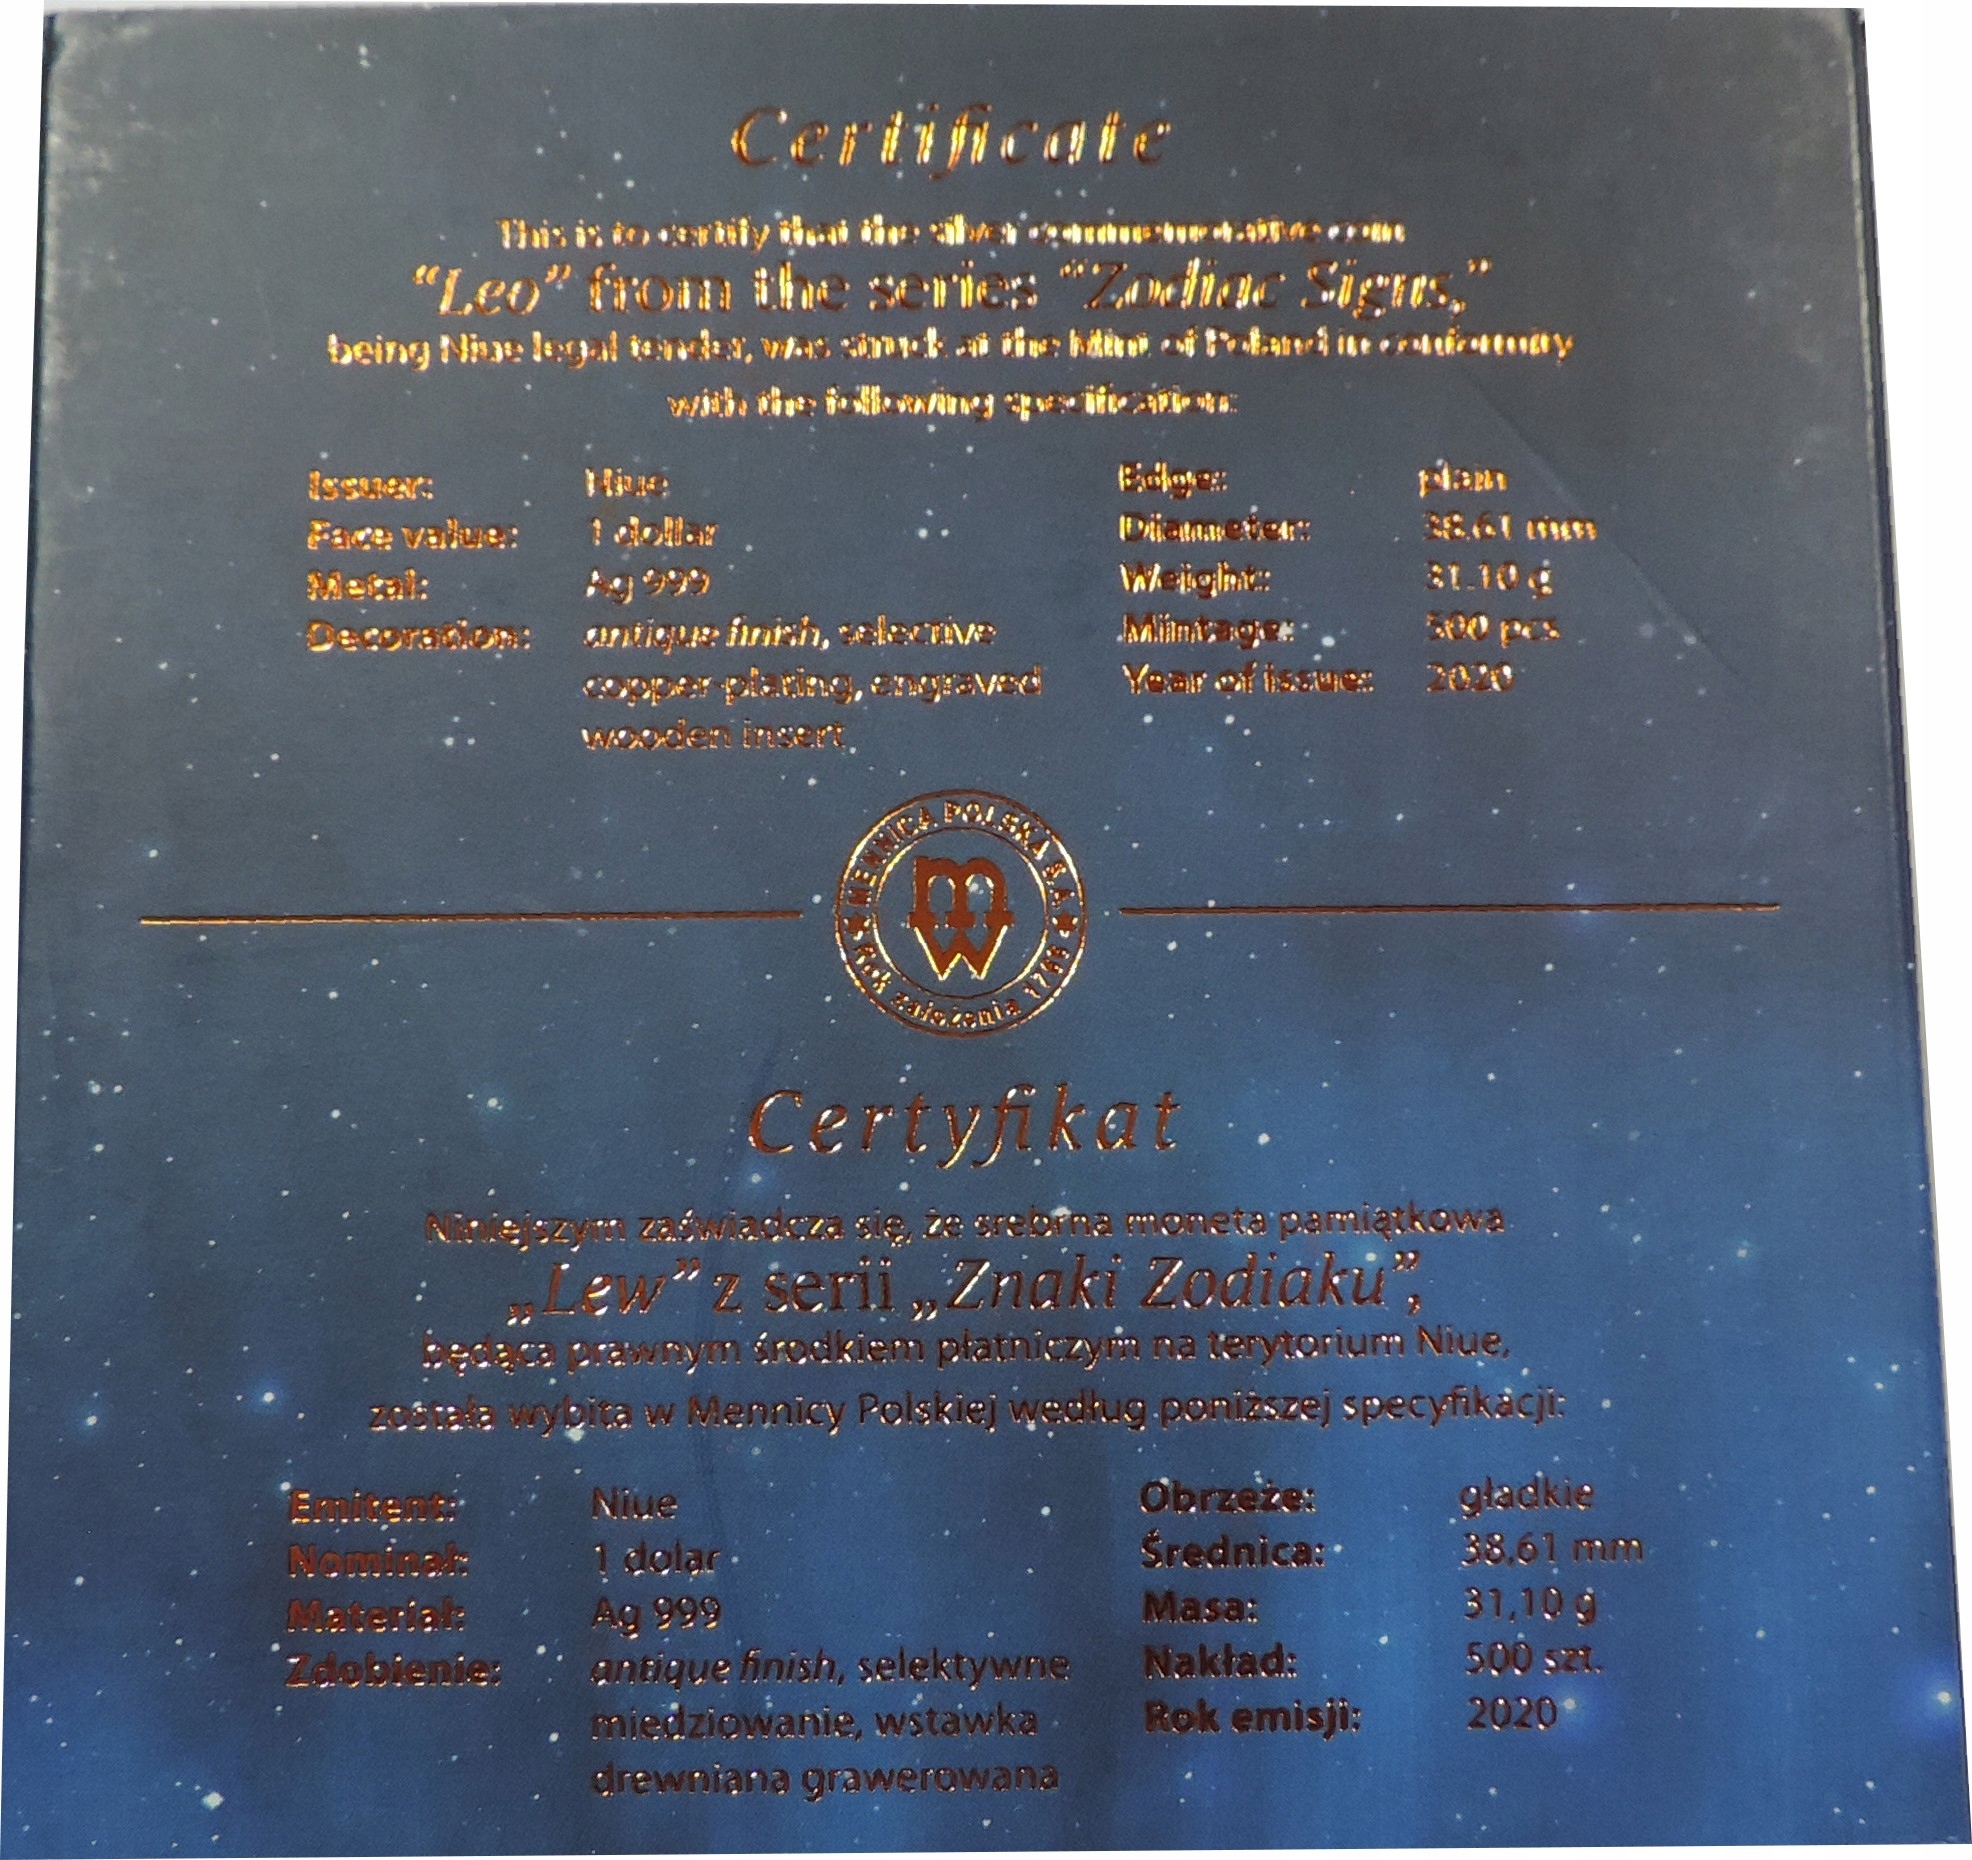 Certificate
This is to certify that the silver commemorative coin
“Leo” from the series “Zodiac Signs,”
being Niue legal tender, was struck at the Mint of Poland in conformity
with the following specification:
Issuer: Niue Edge: plain
Face value: 1 dollar Diameter: 38.61 mm
Metal: Ag 999 Weight: 31.10 g
Decoration: antique finish, selective Mintage: 500 pcs
copper-plating, engraved Year of issue: 2020
wooden insert
MENNICA POLSKA S.A.
mw
Rok założenia 1766
Certyfikat
Niniejszym zaświadcza się, że srebrna moneta pamiątkowa
„Lew” z serii „Znaki Zodiaku”,
będąca prawnym środkiem płatniczym na terytorium Niue,
została wybita w Mennicy Polskiej według poniższej specyfikacji:
Emitent: Niue Obrzeże: gładkie
Nominał: 1 dolar Średnica: 38,61 mm
Materiał: Ag 999 Masa: 31,10 g
Zdobienie: antique finish, selektywne Nakład: 500 szt.
miedziowanie, wstawka Rok emisji: 2020
drewniana grawerowana